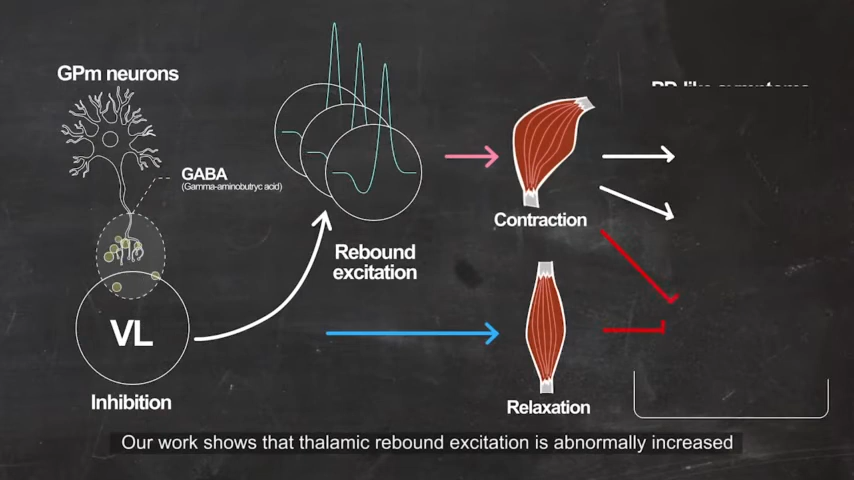 GPm neurons
GABA
(Gamma-aminobutryc acid)
VL
Inhibition
Rebound
excitation
Contraction
Relaxation
Our work shows that thalamic rebound excitation is abnormally increased